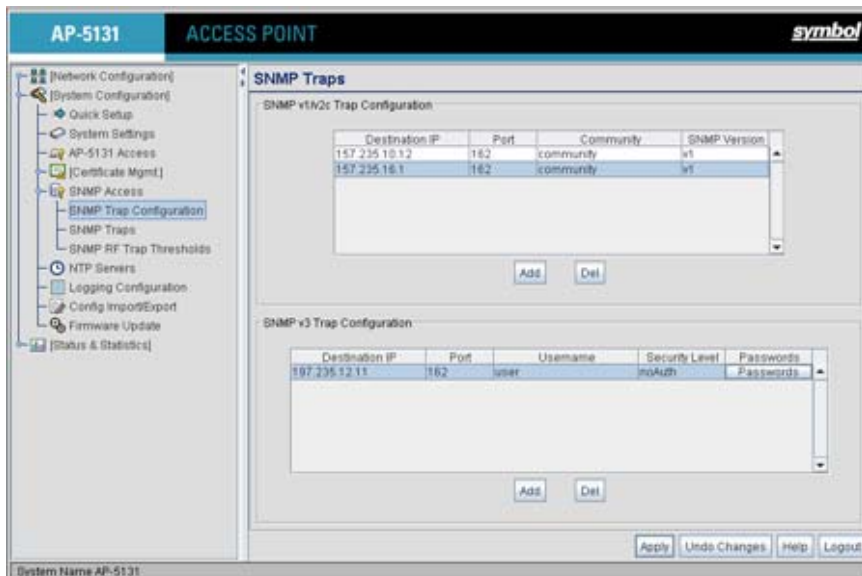 AP-5131 ACCESS POINT symbol
[Network Configuration]
[System Configuration]
Quick Setup
System Settings
AP-5131 Access
[Certificate Mgmt.]
SNMP Access
SNMP Trap Configuration
SNMP Traps
SNMP RF Trap Thresholds
NTP Servers
Logging Configuration
Config Import/Export
Firmware Update
[Status & Statistics]
SNMP Traps
SNMP v1/v2c Trap Configuration
Destination IP Port Community SNMP Version
157.235.10.12 162 community v1
157.235.16.1 162 community v1
Add Del
SNMP v3 Trap Configuration
Destination IP Port Username Security Level Passwords
197.235.12.11 162 user noAuth Passwords
Add Del
Apply Undo Changes Help Logout
System Name AP-5131